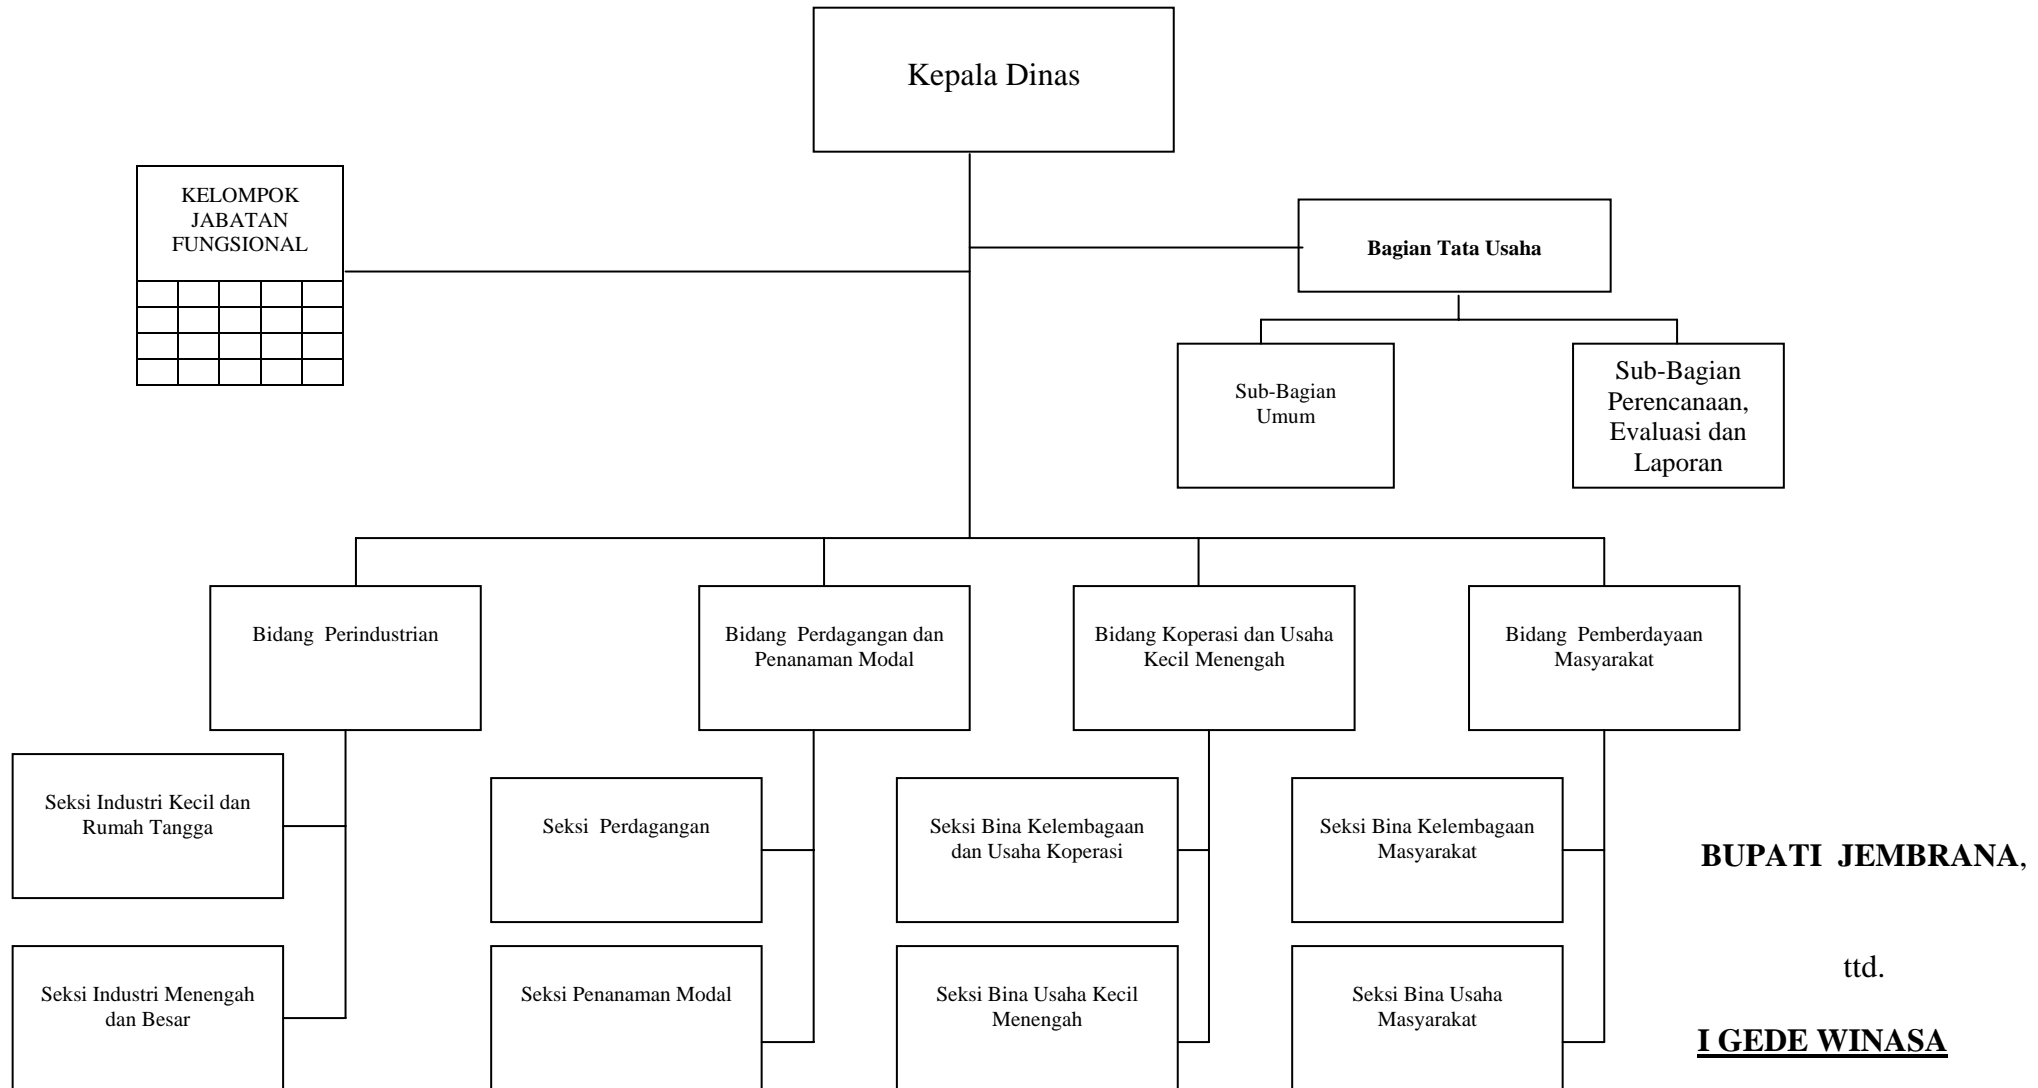 Kepala Dinas
KELOMPOK
JABATAN
FUNGSIONAL
Bagian Tata Usaha
Sub-Bagian
Umum
Sub-Bagian
Perencanaan,
Evaluasi dan
Laporan
Bidang  Perindustrian
Bidang  Perdagangan dan
Penanaman Modal
Bidang Koperasi dan Usaha
Kecil Menengah
Bidang  Pemberdayaan
Masyarakat
Seksi Industri Kecil dan
Rumah Tangga
Seksi  Perdagangan
Seksi Bina Kelembagaan
dan Usaha Koperasi
Seksi Bina Kelembagaan
Masyarakat
Seksi Industri Menengah
dan Besar
Seksi Penanaman Modal
Seksi Bina Usaha Kecil
Menengah
Seksi Bina Usaha
Masyarakat
BUPATI  JEMBRANA,
ttd.
I GEDE WINASA